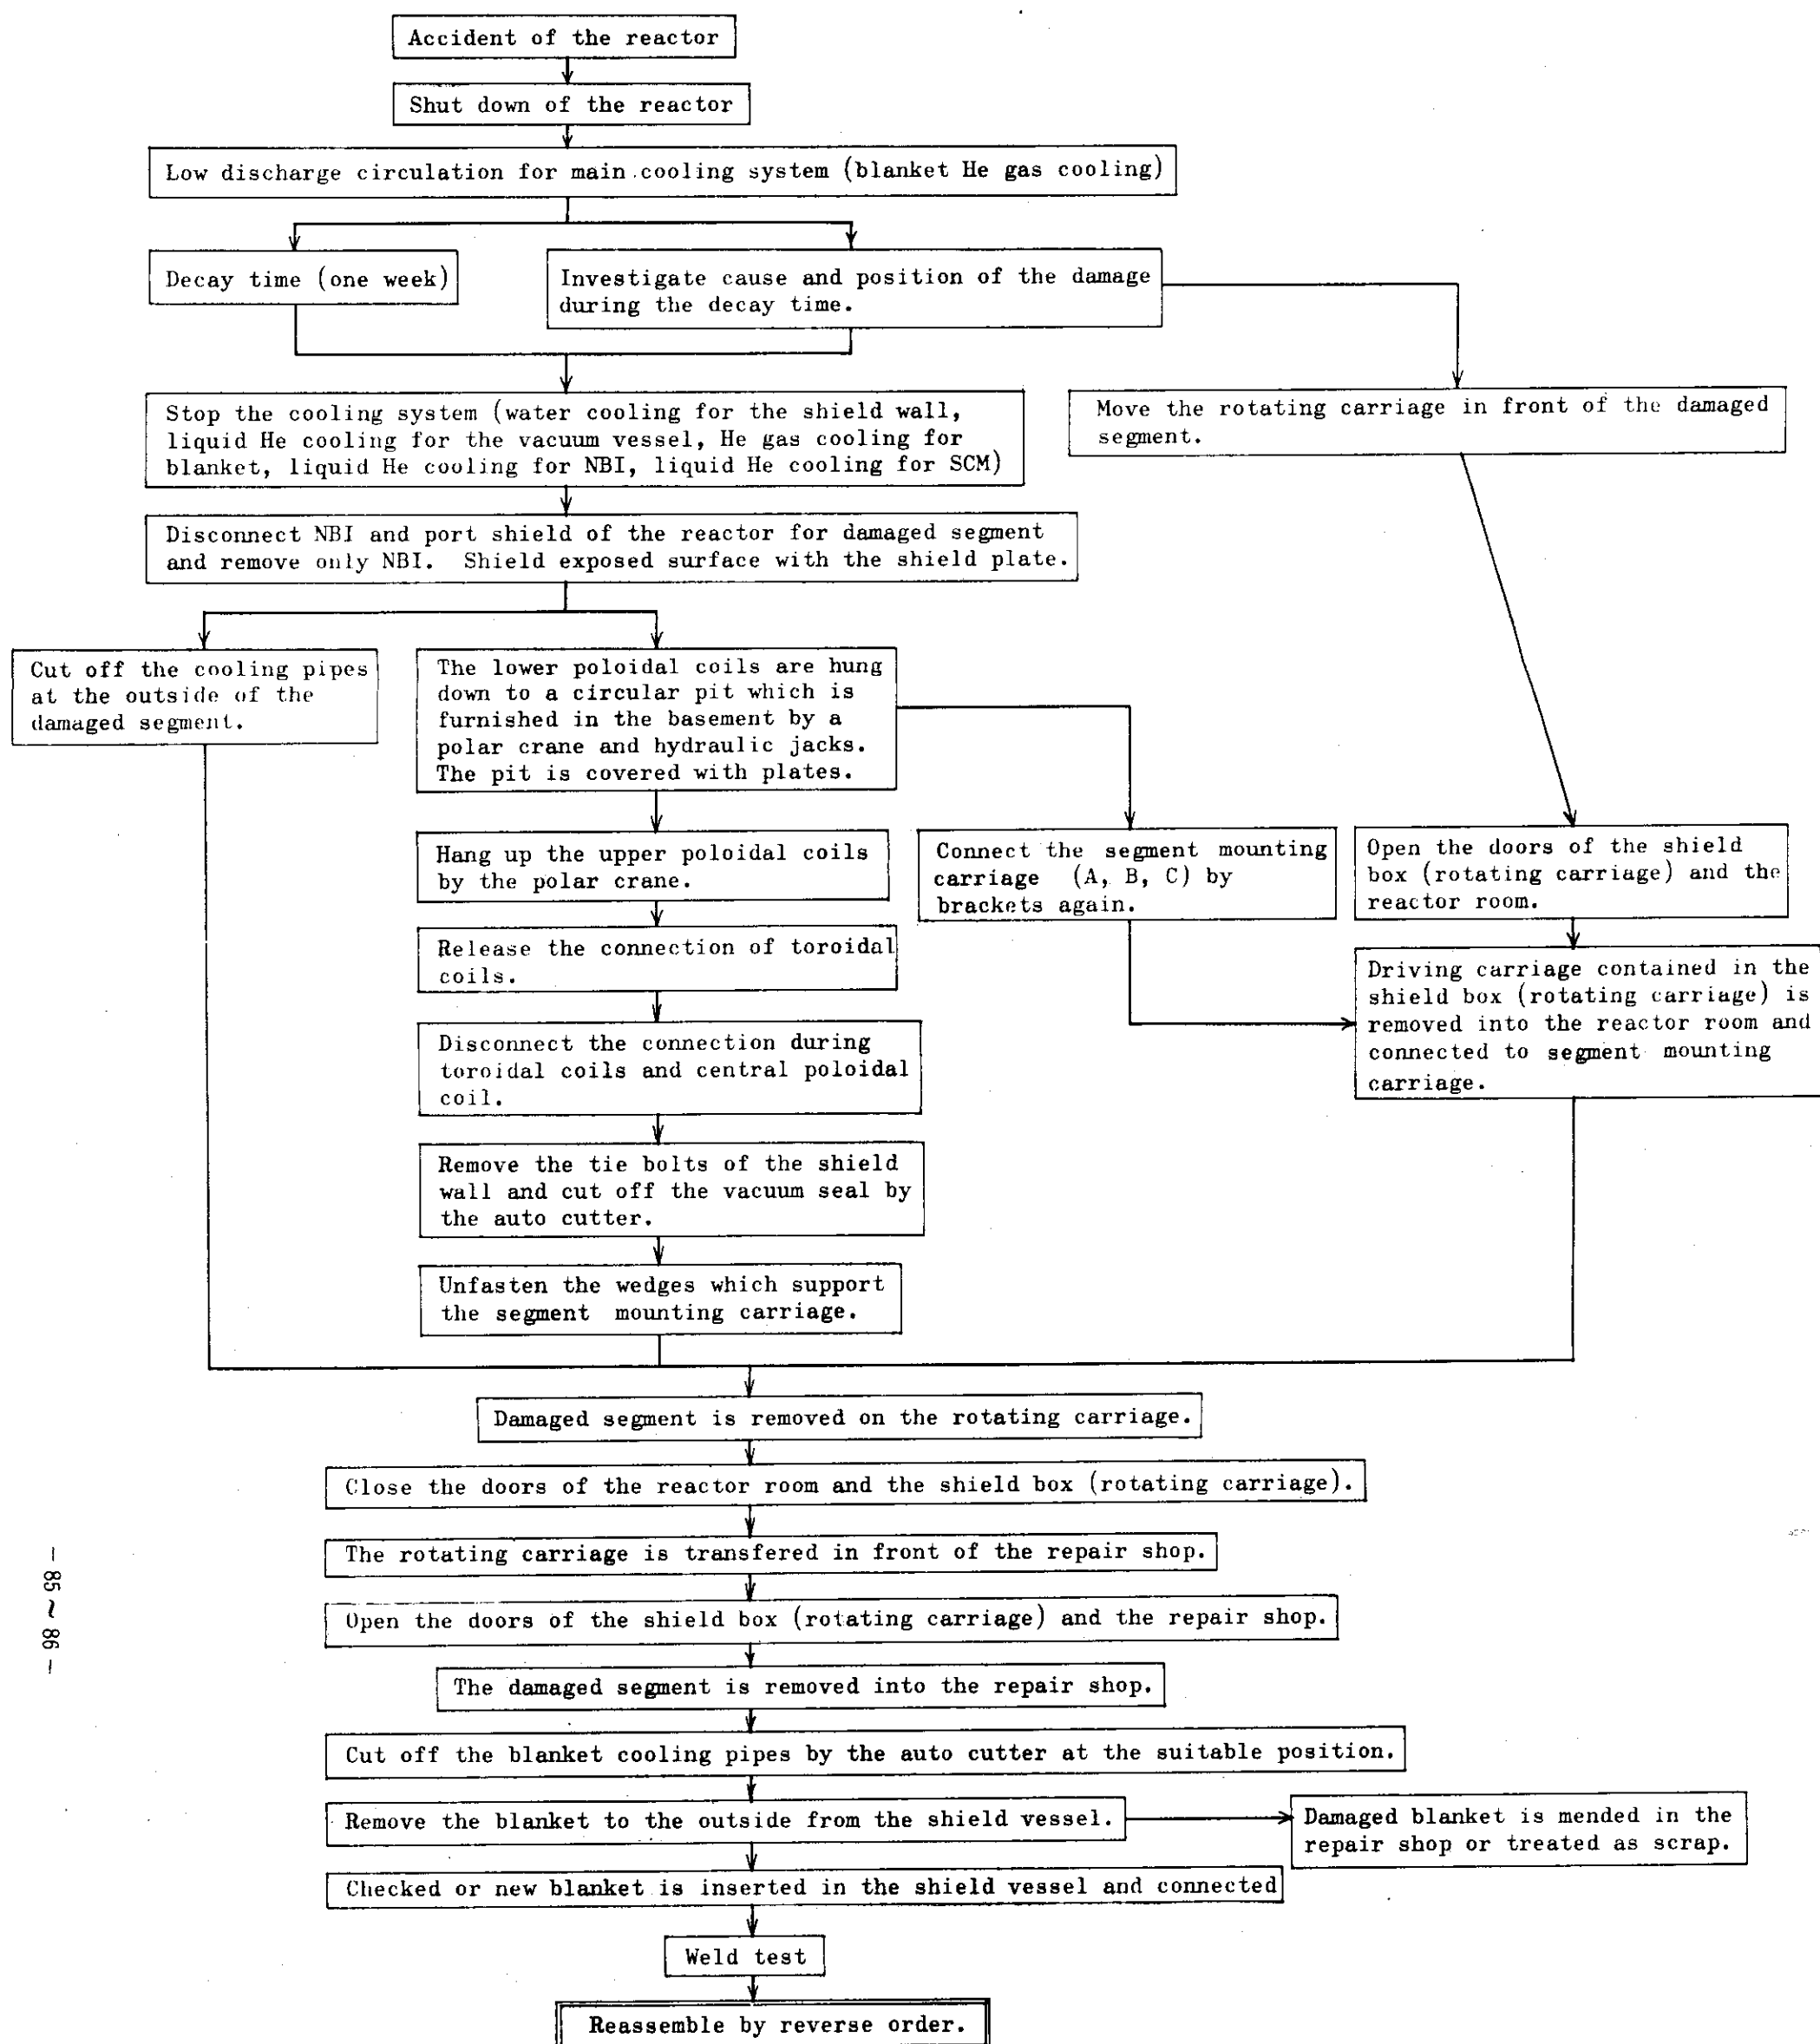 Accident of the reactor
Shut down of the reactor
Low discharge circulation for main cooling system (blanket He gas cooling)
Decay time (one week)
Investigate cause and position of the damage
during the decay time.
Stop the cooling system (water cooling for the shield wall,
liquid He cooling for the vacuum vessel, He gas cooling for
blanket, liquid He cooling for NBI, liquid He cooling for SCM)
Move the rotating carriage in front of the damaged
segment.
Disconnect NBI and port shield of the reactor for damaged segment
and remove only NBI. Shield exposed surface with the shield plate.
Cut off the cooling pipes
at the outside of the
damaged segment.
The lower poloidal coils are hung
down to a circular pit which is
furnished in the basement by a
polar crane and hydraulic jacks.
The pit is covered with plates.
Hang up the upper poloidal coils
by the polar crane.
Connect the segment mounting
carriage (A, B, C) by
brackets again.
Open the doors of the shield
box (rotating carriage) and the
reactor room.
Release the connection of toroidal
coils.
Driving carriage contained in the
shield box (rotating carriage) is
removed into the reactor room and
connected to segment mounting
carriage.
Disconnect the connection during
toroidal coils and central poloidal
coil.
Remove the tie bolts of the shield
wall and cut off the vacuum seal by
the auto cutter.
Unfasten the wedges which support
the segment mounting carriage.
Damaged segment is removed on the rotating carriage.
Close the doors of the reactor room and the shield box (rotating carriage).
The rotating carriage is transfered in front of the repair shop.
Open the doors of the shield box (rotating carriage) and the repair shop.
The damaged segment is removed into the repair shop.
Cut off the blanket cooling pipes by the auto cutter at the suitable position.
Remove the blanket to the outside from the shield vessel.
Damaged blanket is mended in the
repair shop or treated as scrap.
Checked or new blanket is inserted in the shield vessel and connected
Weld test
Reassemble by reverse order.
— 85 ~ 86 —